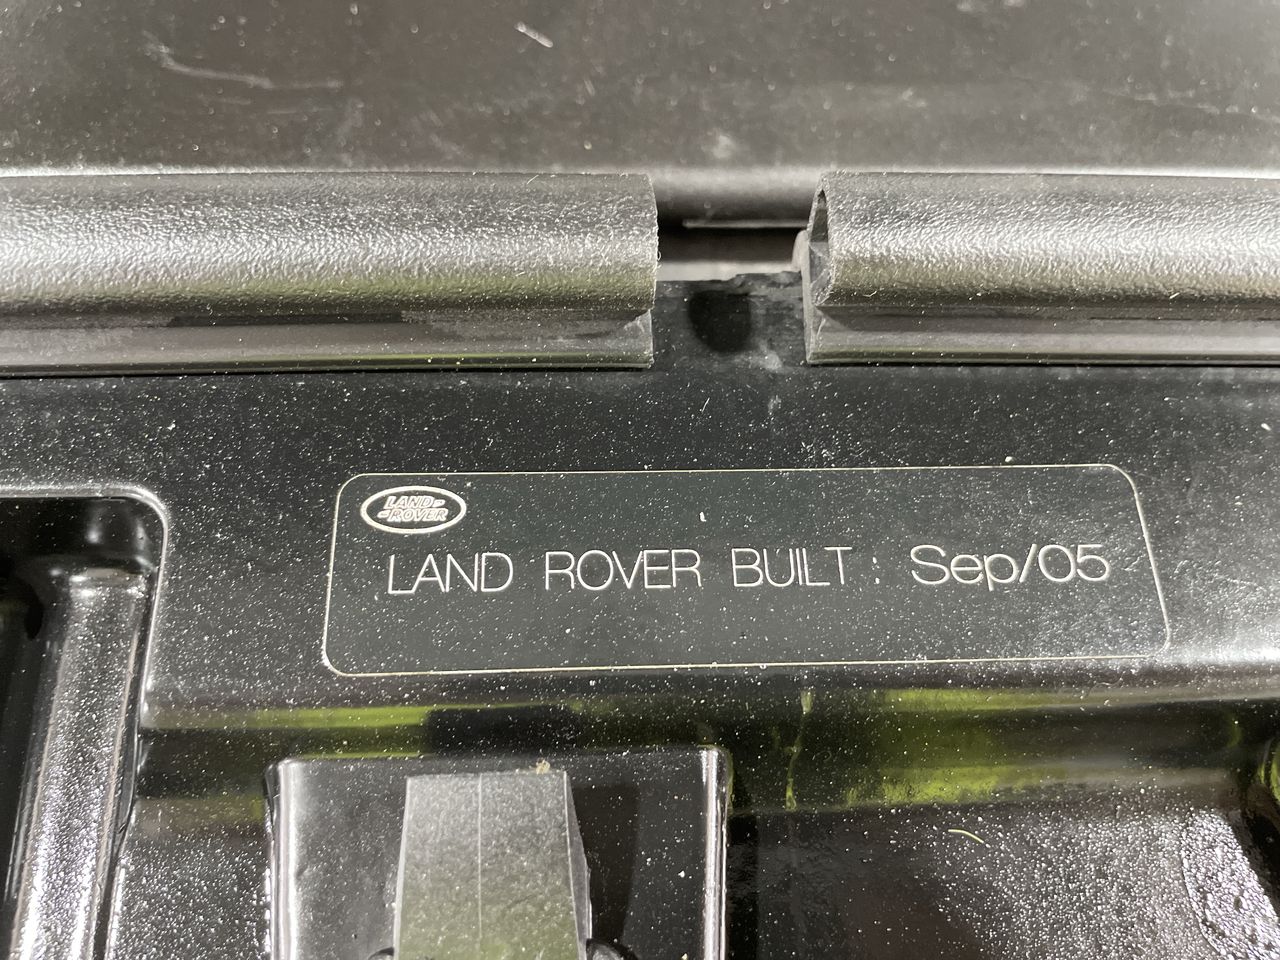 LAND-
-ROVER
LAND ROVER BUILT : Sep/05